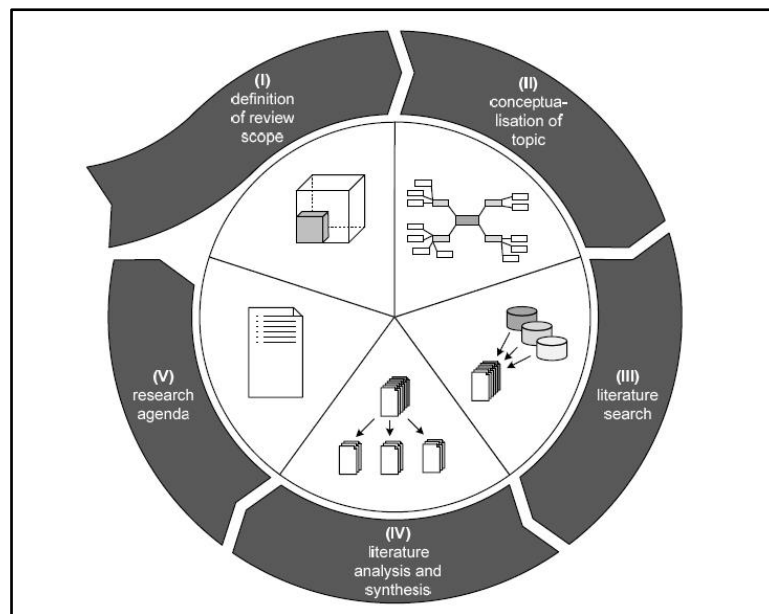 (I)
definition
of review
scope
(II)
conceptua-
lisation of
topic
(III)
literature
search
(IV)
literature
analysis and
synthesis
(V)
research
agenda